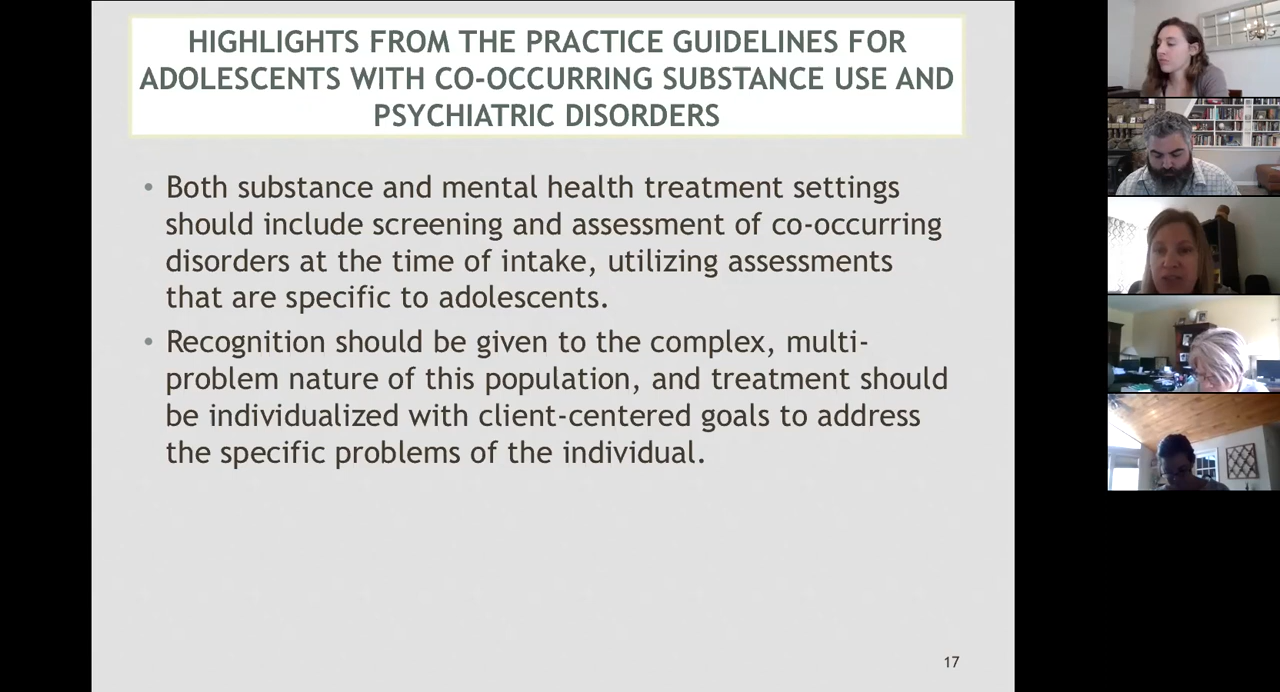 HIGHLIGHTS FROM THE PRACTICE GUIDELINES FOR
ADOLESCENTS WITH CO-OCCURRING SUBSTANCE USE AND
PSYCHIATRIC DISORDERS
• Both substance and mental health treatment settings
should include screening and assessment of co-occurring
disorders at the time of intake, utilizing assessments
that are specific to adolescents.
• Recognition should be given to the complex, multi-
problem nature of this population, and treatment should
be individualized with client-centered goals to address
the specific problems of the individual.
17